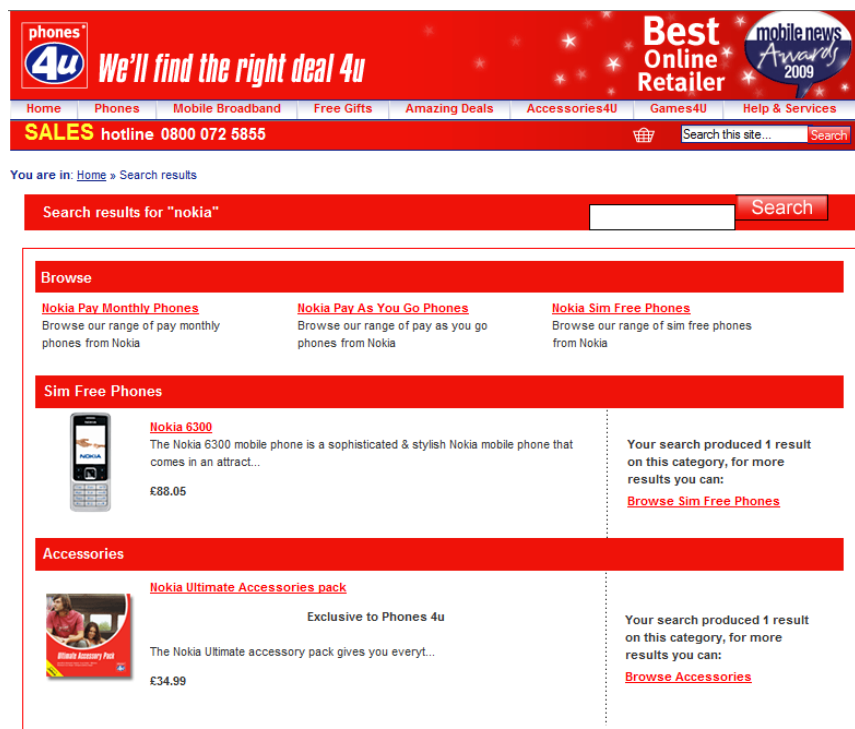 phones
4u
We'll find the right deal 4u
Best
Online
Retailer
mobile news
Awards
2009
Home Phones Mobile Broadband Free Gifts Amazing Deals Accessories4U Games4U Help & Services
SALES hotline 0800 072 5855
Search this site... Search
You are in: Home » Search results
Search results for "nokia" Search
Browse
Nokia Pay Monthly Phones
Browse our range of pay monthly
phones from Nokia
Nokia Pay As You Go Phones
Browse our range of pay as you go
phones from Nokia
Nokia Sim Free Phones
Browse our range of sim free phones
from Nokia
Sim Free Phones
NOKIA
Nokia 6300
The Nokia 6300 mobile phone is a sophisticated & stylish Nokia mobile phone that
comes in an attract...
£88.05
Your search produced 1 result
on this category, for more
results you can:
Browse Sim Free Phones
Accessories
Ultimate Accessory Pack
Nokia Ultimate Accessories pack
Exclusive to Phones 4u
The Nokia Ultimate accessory pack gives you everyt...
£34.99
Your search produced 1 result
on this category, for more
results you can:
Browse Accessories